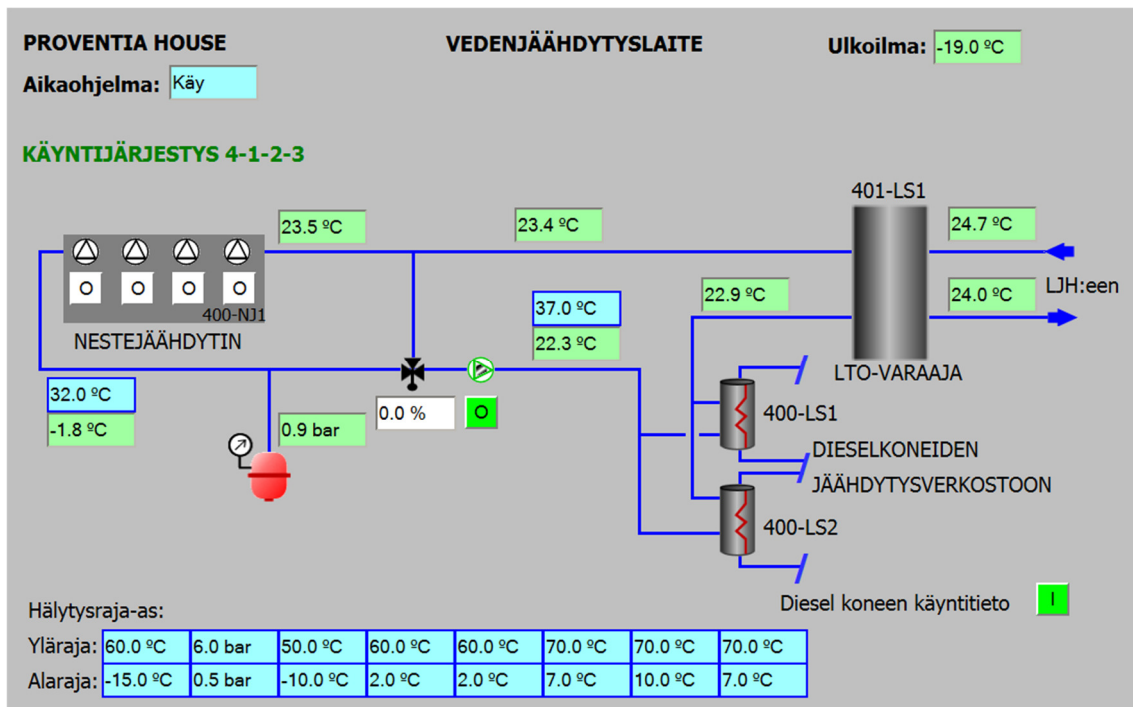 PROVENTIA HOUSE VEDENJÄÄHDYTYSLAITE Ulkoilma: -19.0 ºC
Aikaohjelma: Käy
KÄYNTIJÄRJESTYS 4-1-2-3
401-LS1
23.5 ºC 23.4 ºC 24.7 ºC
O O O O
400-NJ1
22.9 ºC 24.0 ºC LJH:een
NESTEJÄÄHDYTIN
37.0 ºC
22.3 ºC
LTO-VARAAJA
32.0 ºC
-1.8 ºC
0.9 bar
0.0 % O
400-LS1
DIESELKONEIDEN
JÄÄHDYTYSVERKOSTOON
400-LS2
Diesel koneen käyntitieto I
Hälytysraja-as:
Yläraja: 60.0 ºC 6.0 bar 50.0 ºC 60.0 ºC 60.0 ºC 70.0 ºC 70.0 ºC 70.0 ºC
Alaraja: -15.0 ºC 0.5 bar -10.0 ºC 2.0 ºC 2.0 ºC 7.0 ºC 10.0 ºC 7.0 ºC